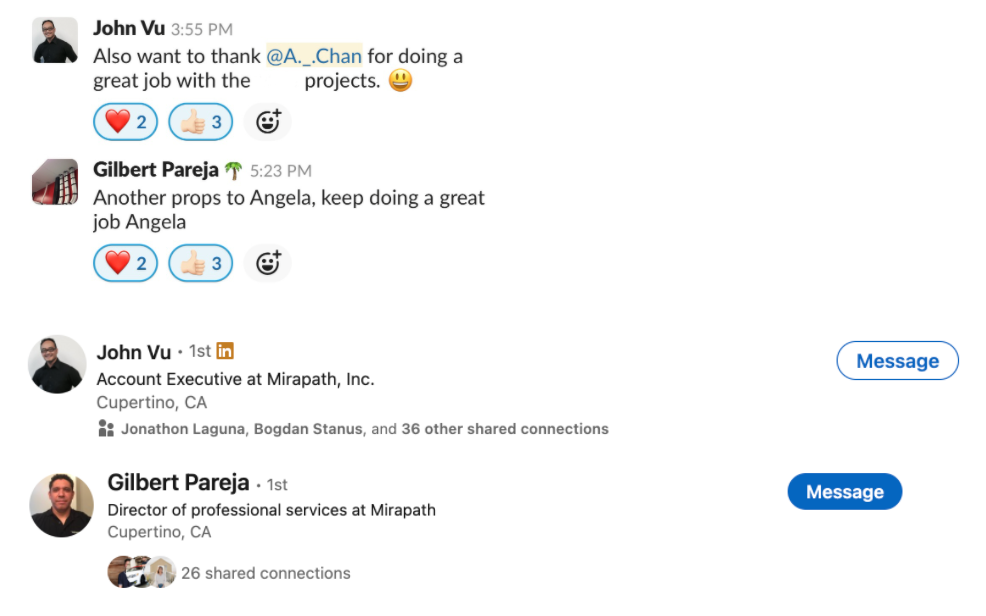 John Vu 3:55 PM
Also want to thank @A._.Chan for doing a
great job with the projects. 😃
❤️ 2 👍🏻 3
Gilbert Pareja 🌴 5:23 PM
Another props to Angela, keep doing a great
job Angela
❤️ 2 👍🏻 3
John Vu • 1st in
Message
Account Executive at Mirapath, Inc.
Cupertino, CA
Jonathon Laguna, Bogdan Stanus, and 36 other shared connections
Gilbert Pareja • 1st
Message
Director of professional services at Mirapath
Cupertino, CA
26 shared connections